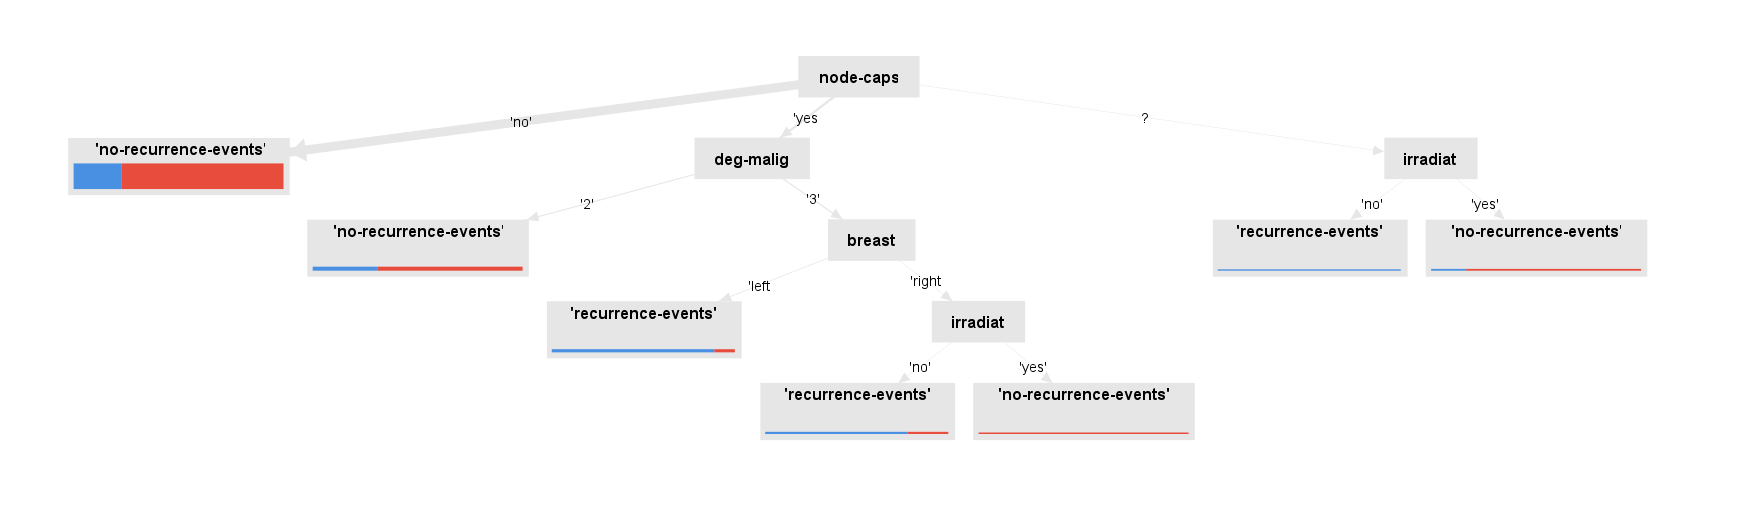 node-caps
'no'
'yes
?
'no-recurrence-events'
deg-malig
irradiat
'2'
'3'
'no'
'yes'
'no-recurrence-events'
breast
'recurrence-events'
'no-recurrence-events'
'left
'right
'recurrence-events'
irradiat
'no'
'yes'
'recurrence-events'
'no-recurrence-events'